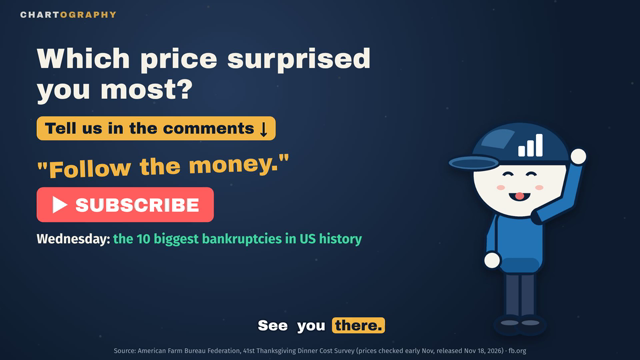 CHARTOGRAPHY
Which price surprised
you most?
Tell us in the comments ↓
"Follow the money."
▶ SUBSCRIBE
Wednesday: the 10 biggest bankruptcies in US history
See you there.
Source: American Farm Bureau Federation, 41st Thanksgiving Dinner Cost Survey (prices checked early Nov, released Nov 18, 2026) · fb.org